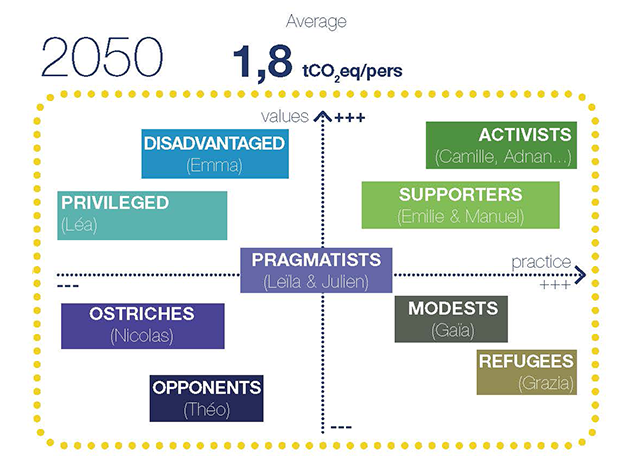 Average
2050
1,8 tCO₂eq/pers
values +++
DISADVANTAGED
(Emma)
ACTIVISTS
(Camille, Adnan...)
PRIVILEGED
(Léa)
SUPPORTERS
(Emilie & Manuel)
PRAGMATISTS
(Leïla & Julien)
practice
---
+++
OSTRICHES
(Nicolas)
MODESTS
(Gaïa)
REFUGEES
(Grazia)
OPPONENTS
(Théo)
---